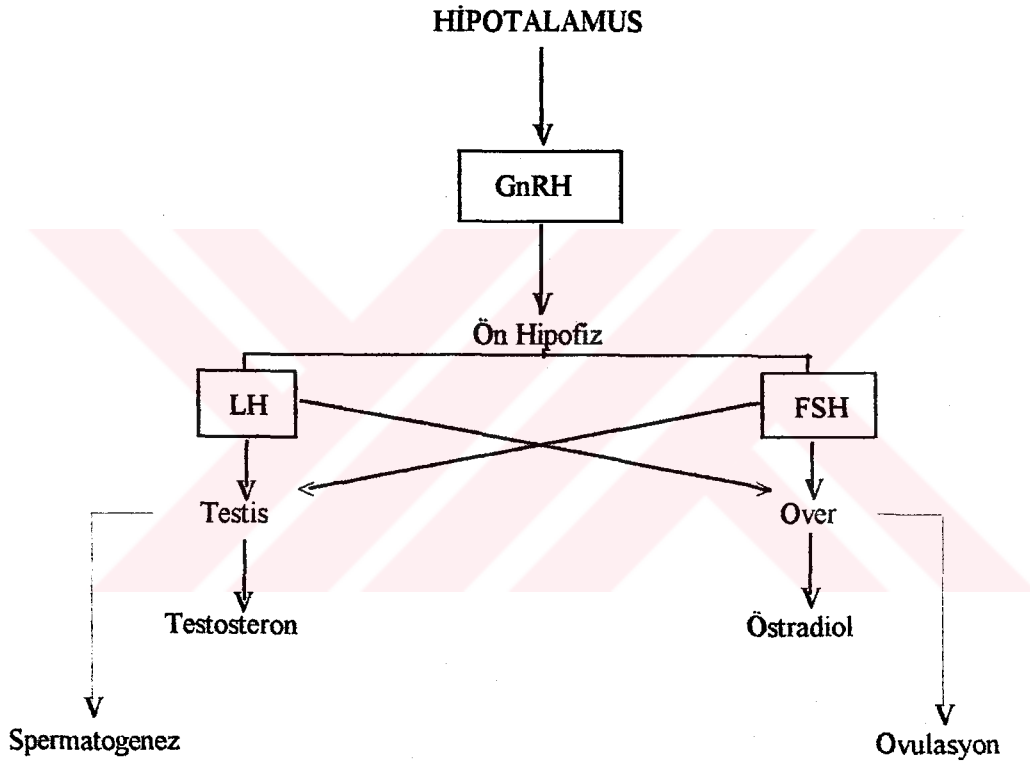 HİPOTALAMUS
GnRH
Ön Hipofiz
LH
FSH
Testis
Over
Testosteron
Östradiol
Spermatogenez
Ovulasyon